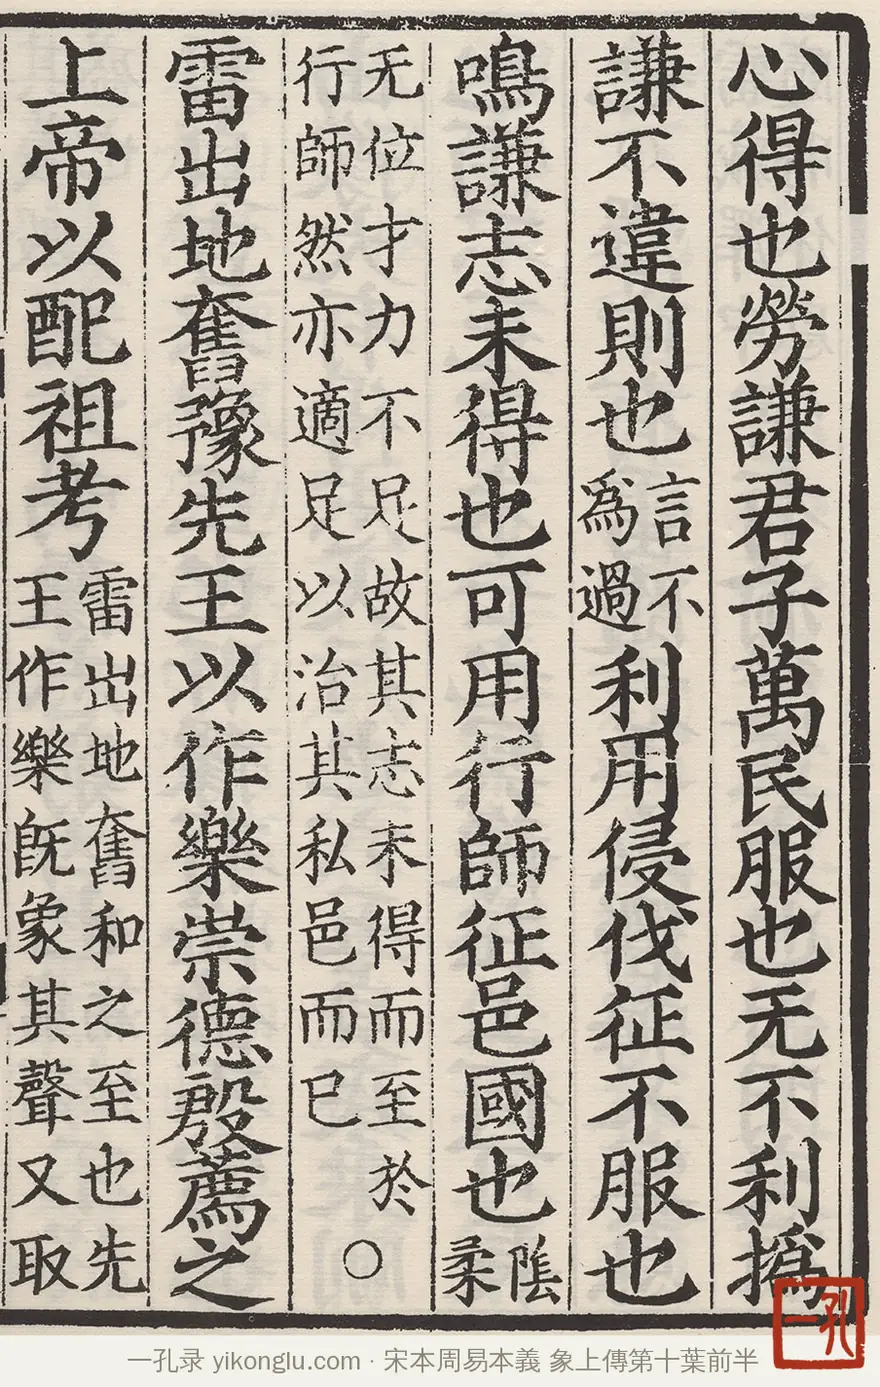 心得也勞謙君子萬民服也无不利撝
謙不違則也言不爲過利用侵伐征不服也
鳴謙志未得也可用行師征邑國也陰柔
无位才力不足故其志未得而至於行師然亦適足以治其私邑而已○
雷出地奮豫先王以作樂崇德殷薦之
上帝以配祖考雷出地奮和之至也先王作樂旣象其聲又取
一孔
一孔录 yikonglu.com · 宋本周易本義 象上傳第十葉前半